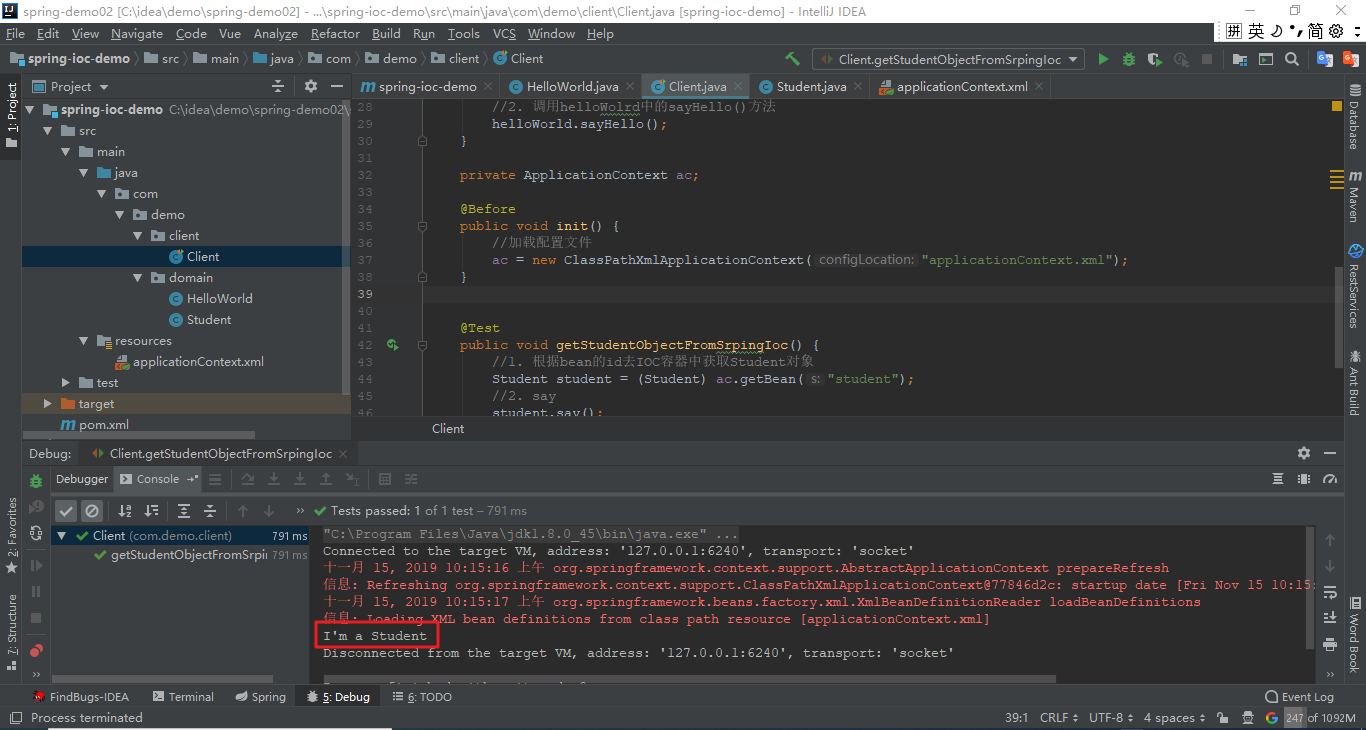 spring-demo02 [C:\idea\demo\spring-demo02] - ...\spring-ioc-demo\src\main\java\com\demo\client\Client.java [spring-ioc-demo] - IntelliJ IDEA
File Edit View Navigate Code Vue Analyze Refactor Build Run Tools VCS Window Help
拼 英 简
spring-ioc-demo src main java com demo client Client
Client.getStudentObjectFromSrpingIoc
Project
spring-ioc-demo HelloWorld.java Client.java Student.java applicationContext.xml
1: Project
spring-ioc-demo C:\idea\demo\spring-demo02\
src
main
java
com
demo
client
Client
domain
HelloWorld
Student
resources
applicationContext.xml
test
target
pom.xml
28 //2. 调用helloWolrd中的sayHello()方法
29 helloWorld.sayHello();
30 }
31
32 private ApplicationContext ac;
33
34 @Before
35 public void init() {
36 //加载配置文件
37 ac = new ClassPathXmlApplicationContext( configLocation: "applicationContext.xml");
38 }
39
40
41 @Test
42 public void getStudentObjectFromSrpingIoc() {
43 //1. 根据bean的id去IOC容器中获取Student对象
44 Student student = (Student) ac.getBean( s: "student");
45 //2. say
46 student.say();
Client
Database
Maven
RestServices
Ant Build
Word Book
Debug: Client.getStudentObjectFromSrpingIoc
Debugger Console
Tests passed: 1 of 1 test – 791 ms
Client (com.demo.client) 791 ms
getStudentObjectFromSrpi 791 ms
"C:\Program Files\Java\jdk1.8.0_45\bin\java.exe" ...
Connected to the target VM, address: '127.0.0.1:6240', transport: 'socket'
十一月 15, 2019 10:15:16 上午 org.springframework.context.support.AbstractApplicationContext prepareRefresh
信息: Refreshing org.springframework.context.support.ClassPathXmlApplicationContext@77846d2c: startup date [Fri Nov 15 10:15:
十一月 15, 2019 10:15:17 上午 org.springframework.beans.factory.xml.XmlBeanDefinitionReader loadBeanDefinitions
信息: Loading XML bean definitions from class path resource [applicationContext.xml]
I'm a Student
Disconnected from the target VM, address: '127.0.0.1:6240', transport: 'socket'
2: Favorites
7: Structure
FindBugs-IDEA Terminal Spring 5: Debug 6: TODO Event Log
Process terminated 39:1 CRLF UTF-8 4 spaces 247 of 1092M